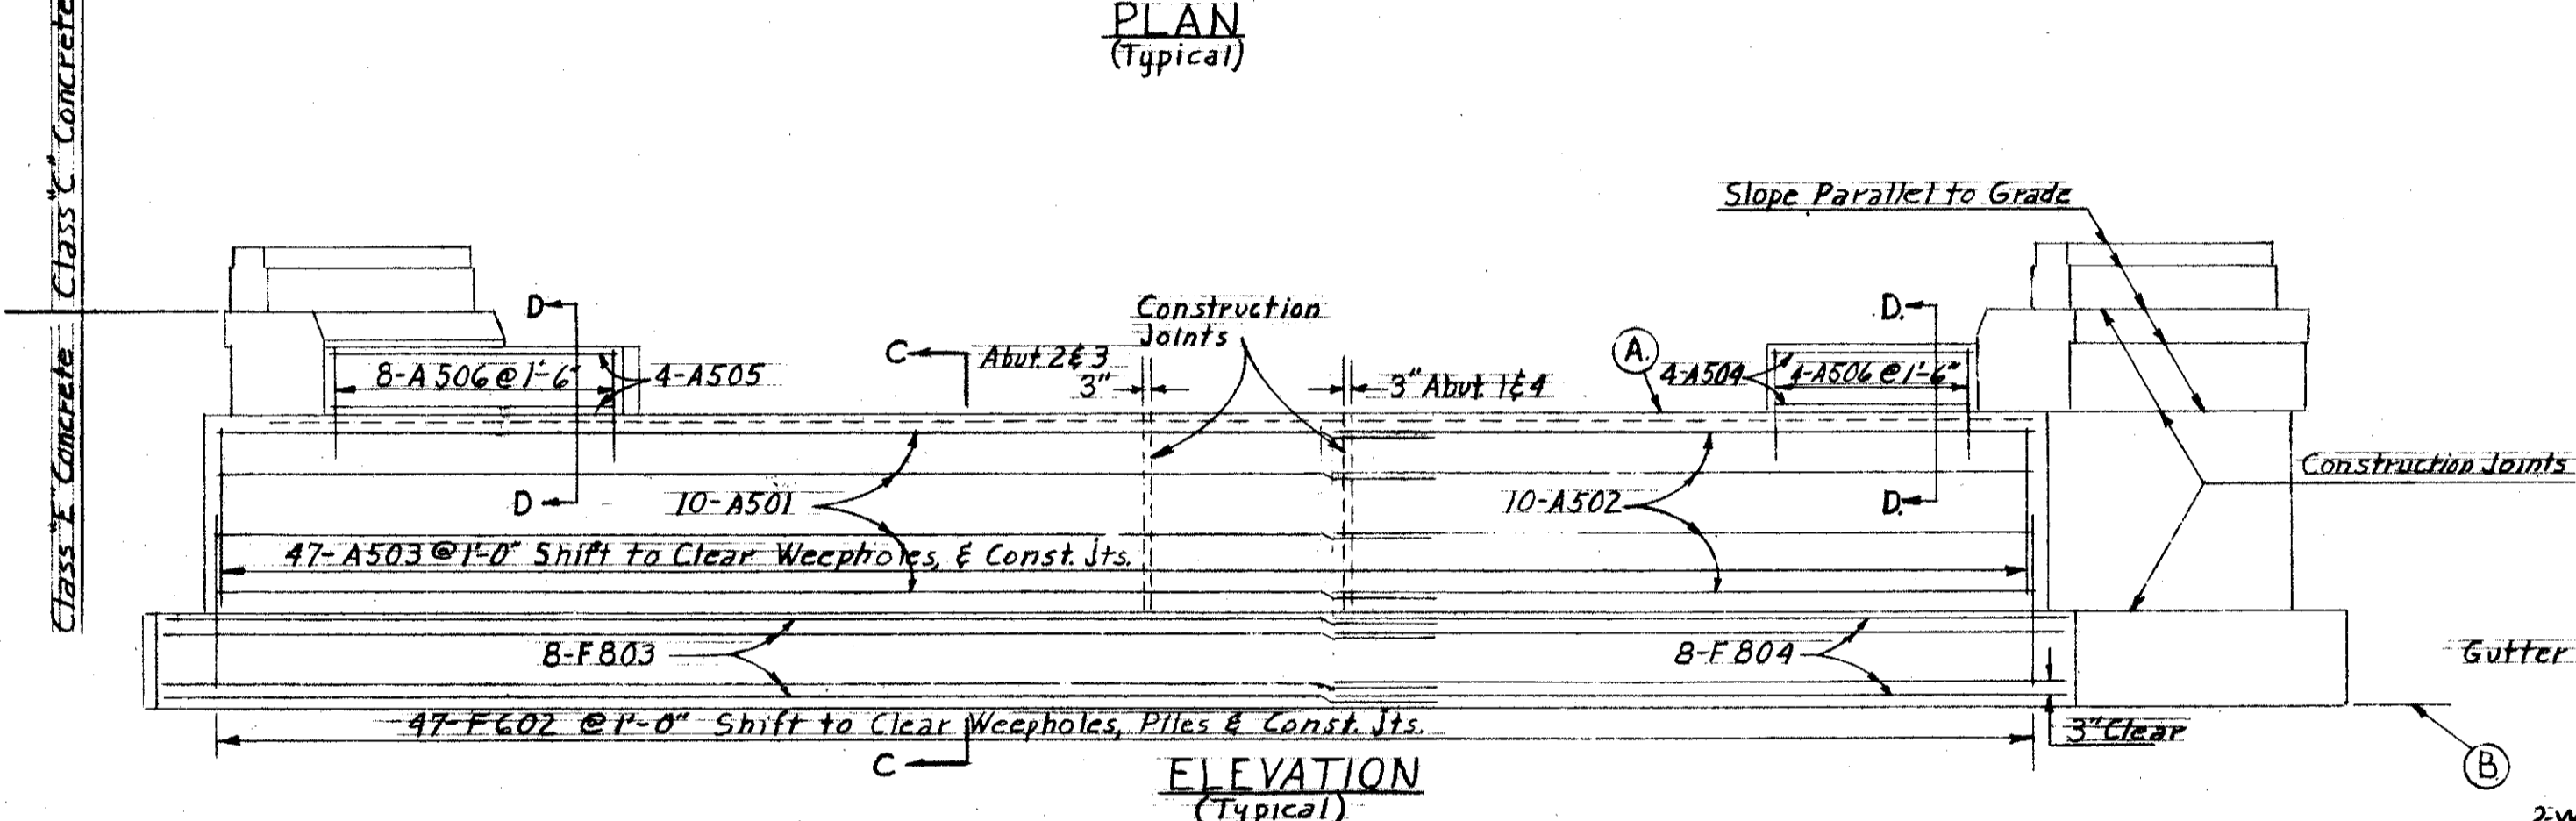 PLAN
(Typical)
Class "E" Concrete Class "C" Concrete
Slope Parallel to Grade
D
Construction
Joints
D
C
Abut. 2 & 3
3"
3" Abut. 1 & 4
A
8-A506 @ 1'-6"
4-A505
4-A504
4-A506 @ 1'-6"
Construction Joints
D
10-A501
10-A502
D
47-A503 @ 1'-0" Shift to Clear Weepholes, & Const. Jts.
8-F803
8-F804
Gutter
47-F602 @ 1'-0" Shift to Clear Weepholes, Piles & Const. Jts.
3" Clear
C
B
ELEVATION
(Typical)